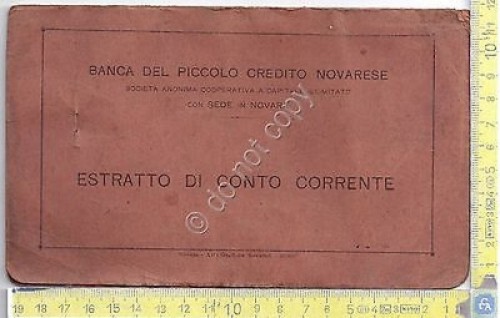 BANCA DEL PICCOLO CREDITO NOVARESE
SOCIETÀ ANONIMA COOPERATIVA A CAPITALE ILLIMITATO
CON SEDE IN NOVARA
ESTRATTO DI CONTO CORRENTE
© do not copy